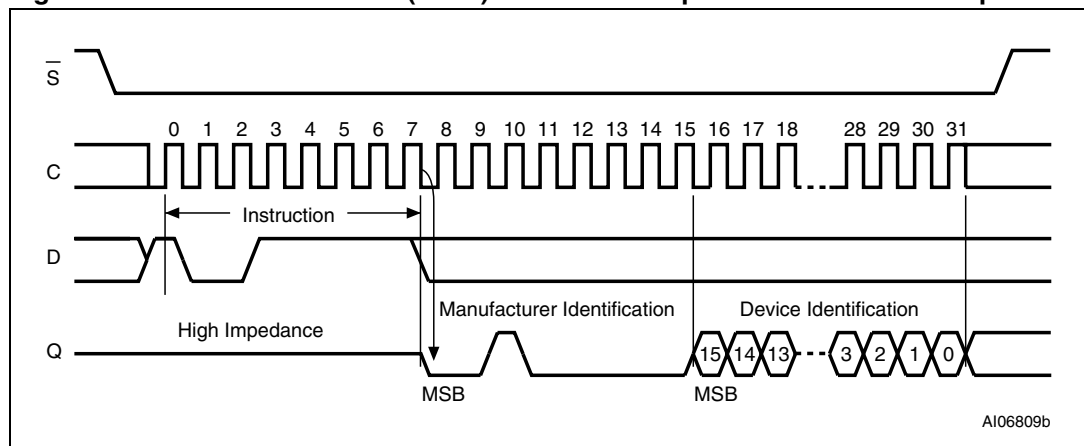 S
0 1 2 3 4 5 6 7 8 9 10 11 12 13 14 15 16 17 18 28 29 30 31
C
Instruction
D
Manufacturer Identification Device Identification
High Impedance
Q
15 14 13 3 2 1 0
MSB MSB
AI06809b